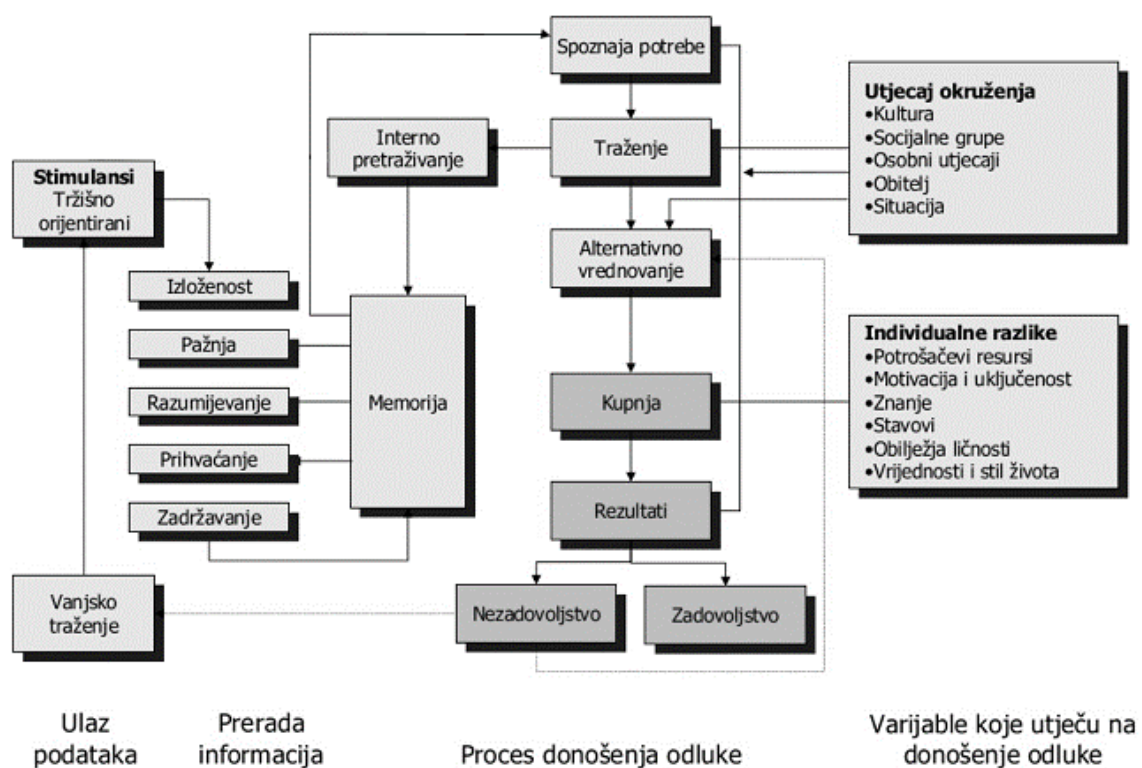 Spoznaja potrebe
Interno
pretraživanje
Traženje
Utjecaj okruženja
•Kultura
•Socijalne grupe
•Osobni utjecaji
•Obitelj
•Situacija
Stimulansi
Tržišno
orijentirani
Alternativno
vrednovanje
Izloženost
Pažnja
Razumijevanje
Prihvaćanje
Zadržavanje
Memorija
Kupnja
Individualne razlike
•Potrošačevi resursi
•Motivacija i uključenost
•Znanje
•Stavovi
•Obilježja ličnosti
•Vrijednosti i stil života
Rezultati
Vanjsko
traženje
Nezadovoljstvo
Zadovoljstvo
Ulaz
podataka
Prerada
informacija
Proces donošenja odluke
Varijable koje utječu na
donošenje odluke